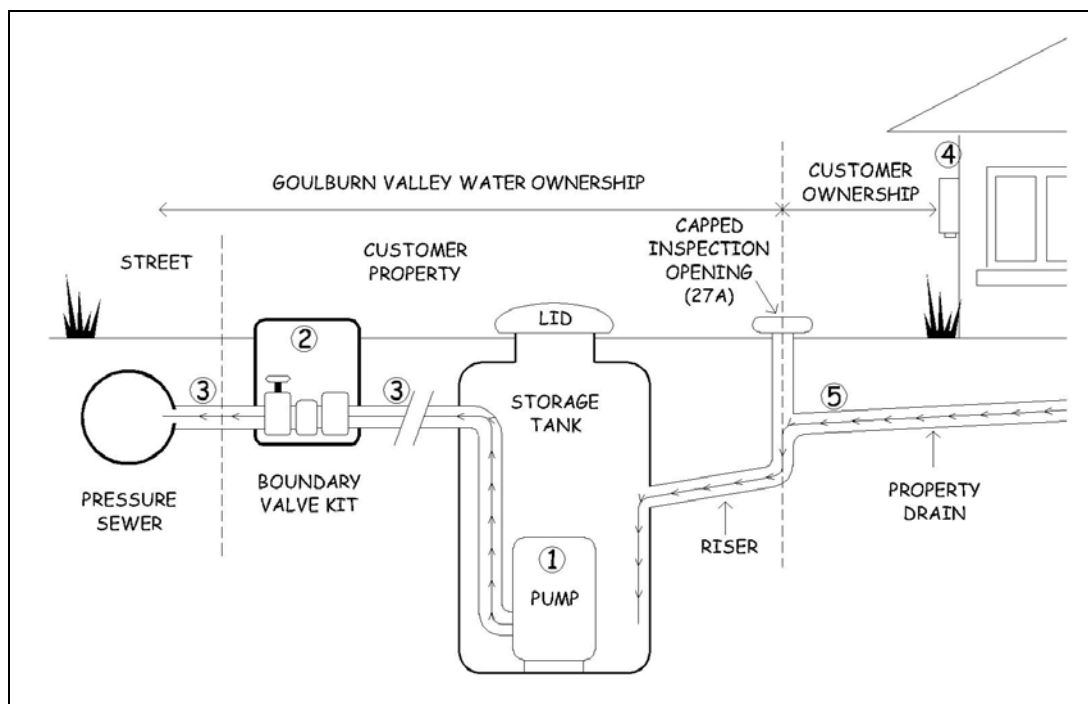 GOULBURN VALLEY WATER OWNERSHIP
CUSTOMER
OWNERSHIP
4
STREET
CUSTOMER
PROPERTY
CAPPED
INSPECTION
OPENING
(27A)
LID
2
3
3
STORAGE
TANK
5
PRESSURE
SEWER
BOUNDARY
VALVE KIT
1
PUMP
RISER
PROPERTY
DRAIN